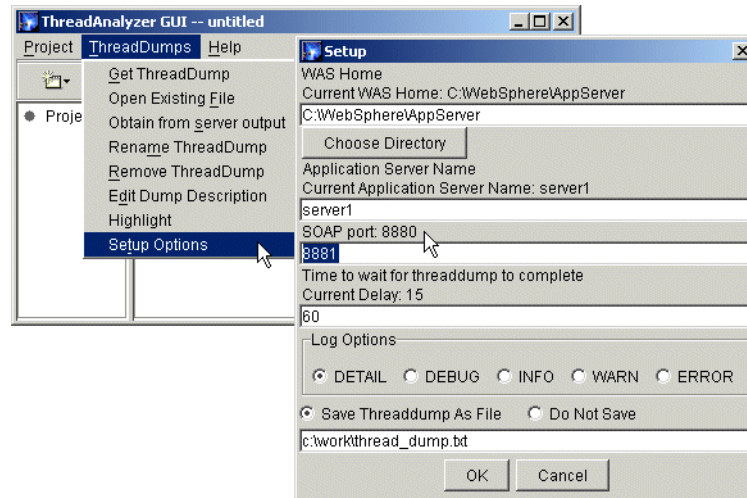 ThreadAnalyzer GUI -- untitled
Project ThreadDumps Help
Proje
Get ThreadDump
Open Existing File
Obtain from server output
Rename ThreadDump
Remove ThreadDump
Edit Dump Description
Highlight
Setup Options
Setup
WAS Home
Current WAS Home: C:\WebSphere\AppServer
C:\WebSphere\AppServer
Choose Directory
Application Server Name
Current Application Server Name: server1
server1
SOAP port: 8880
8881
Time to wait for threaddump to complete
Current Delay: 15
60
Log Options
DETAIL DEBUG INFO WARN ERROR
Save Threaddump As File Do Not Save
c:\work\thread_dump.txt
OK Cancel